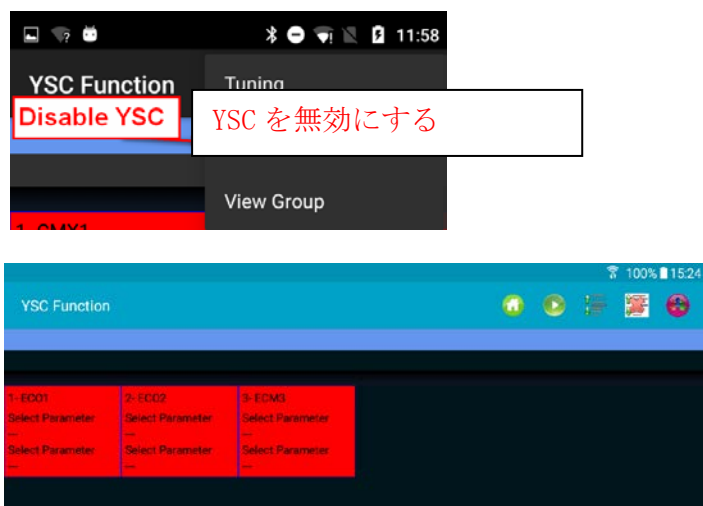 11:58
YSC Function
Tuning
Disable YSC
YSC を無効にする
View Group
1- CMX1
100% 15:24
YSC Function
1- ECO1
2- ECO2
3- ECM3
Select Parameter
Select Parameter
Select Parameter
---
---
---
Select Parameter
Select Parameter
Select Parameter
---
---
---